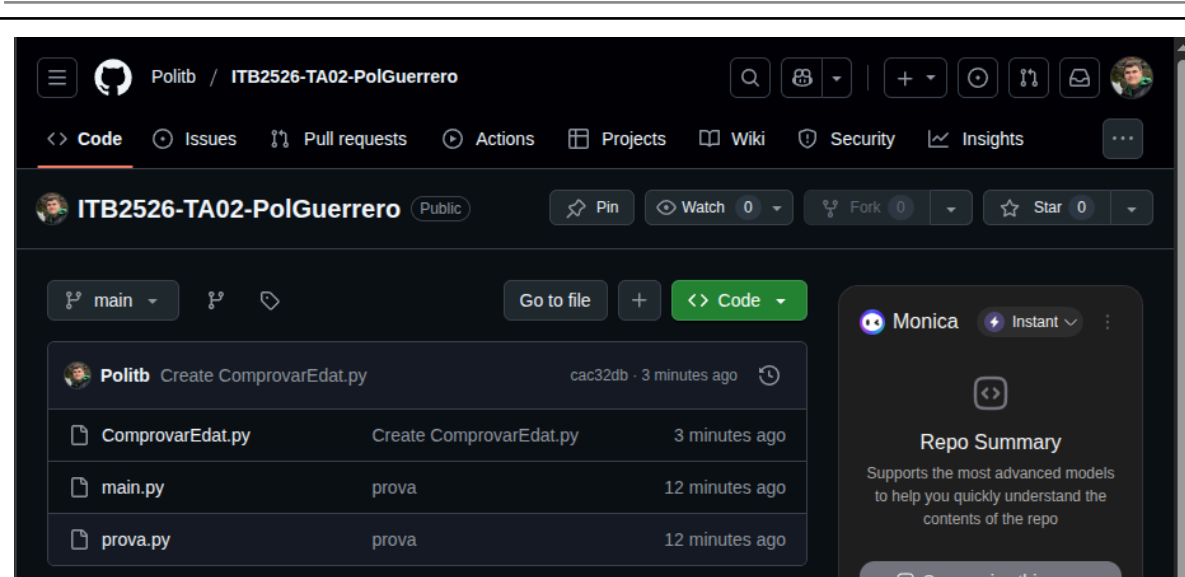 Politb / ITB2526-TA02-PolGuerrero
Code Issues Pull requests Actions Projects Wiki Security Insights
ITB2526-TA02-PolGuerrero Public Pin Watch 0 Fork 0 Star 0
main Go to file Code
Monica Instant
Politb Create ComprovarEdat.py cac32db · 3 minutes ago
ComprovarEdat.py Create ComprovarEdat.py 3 minutes ago
main.py prova 12 minutes ago
prova.py prova 12 minutes ago
Repo Summary
Supports the most advanced models
to help you quickly understand the
contents of the repo